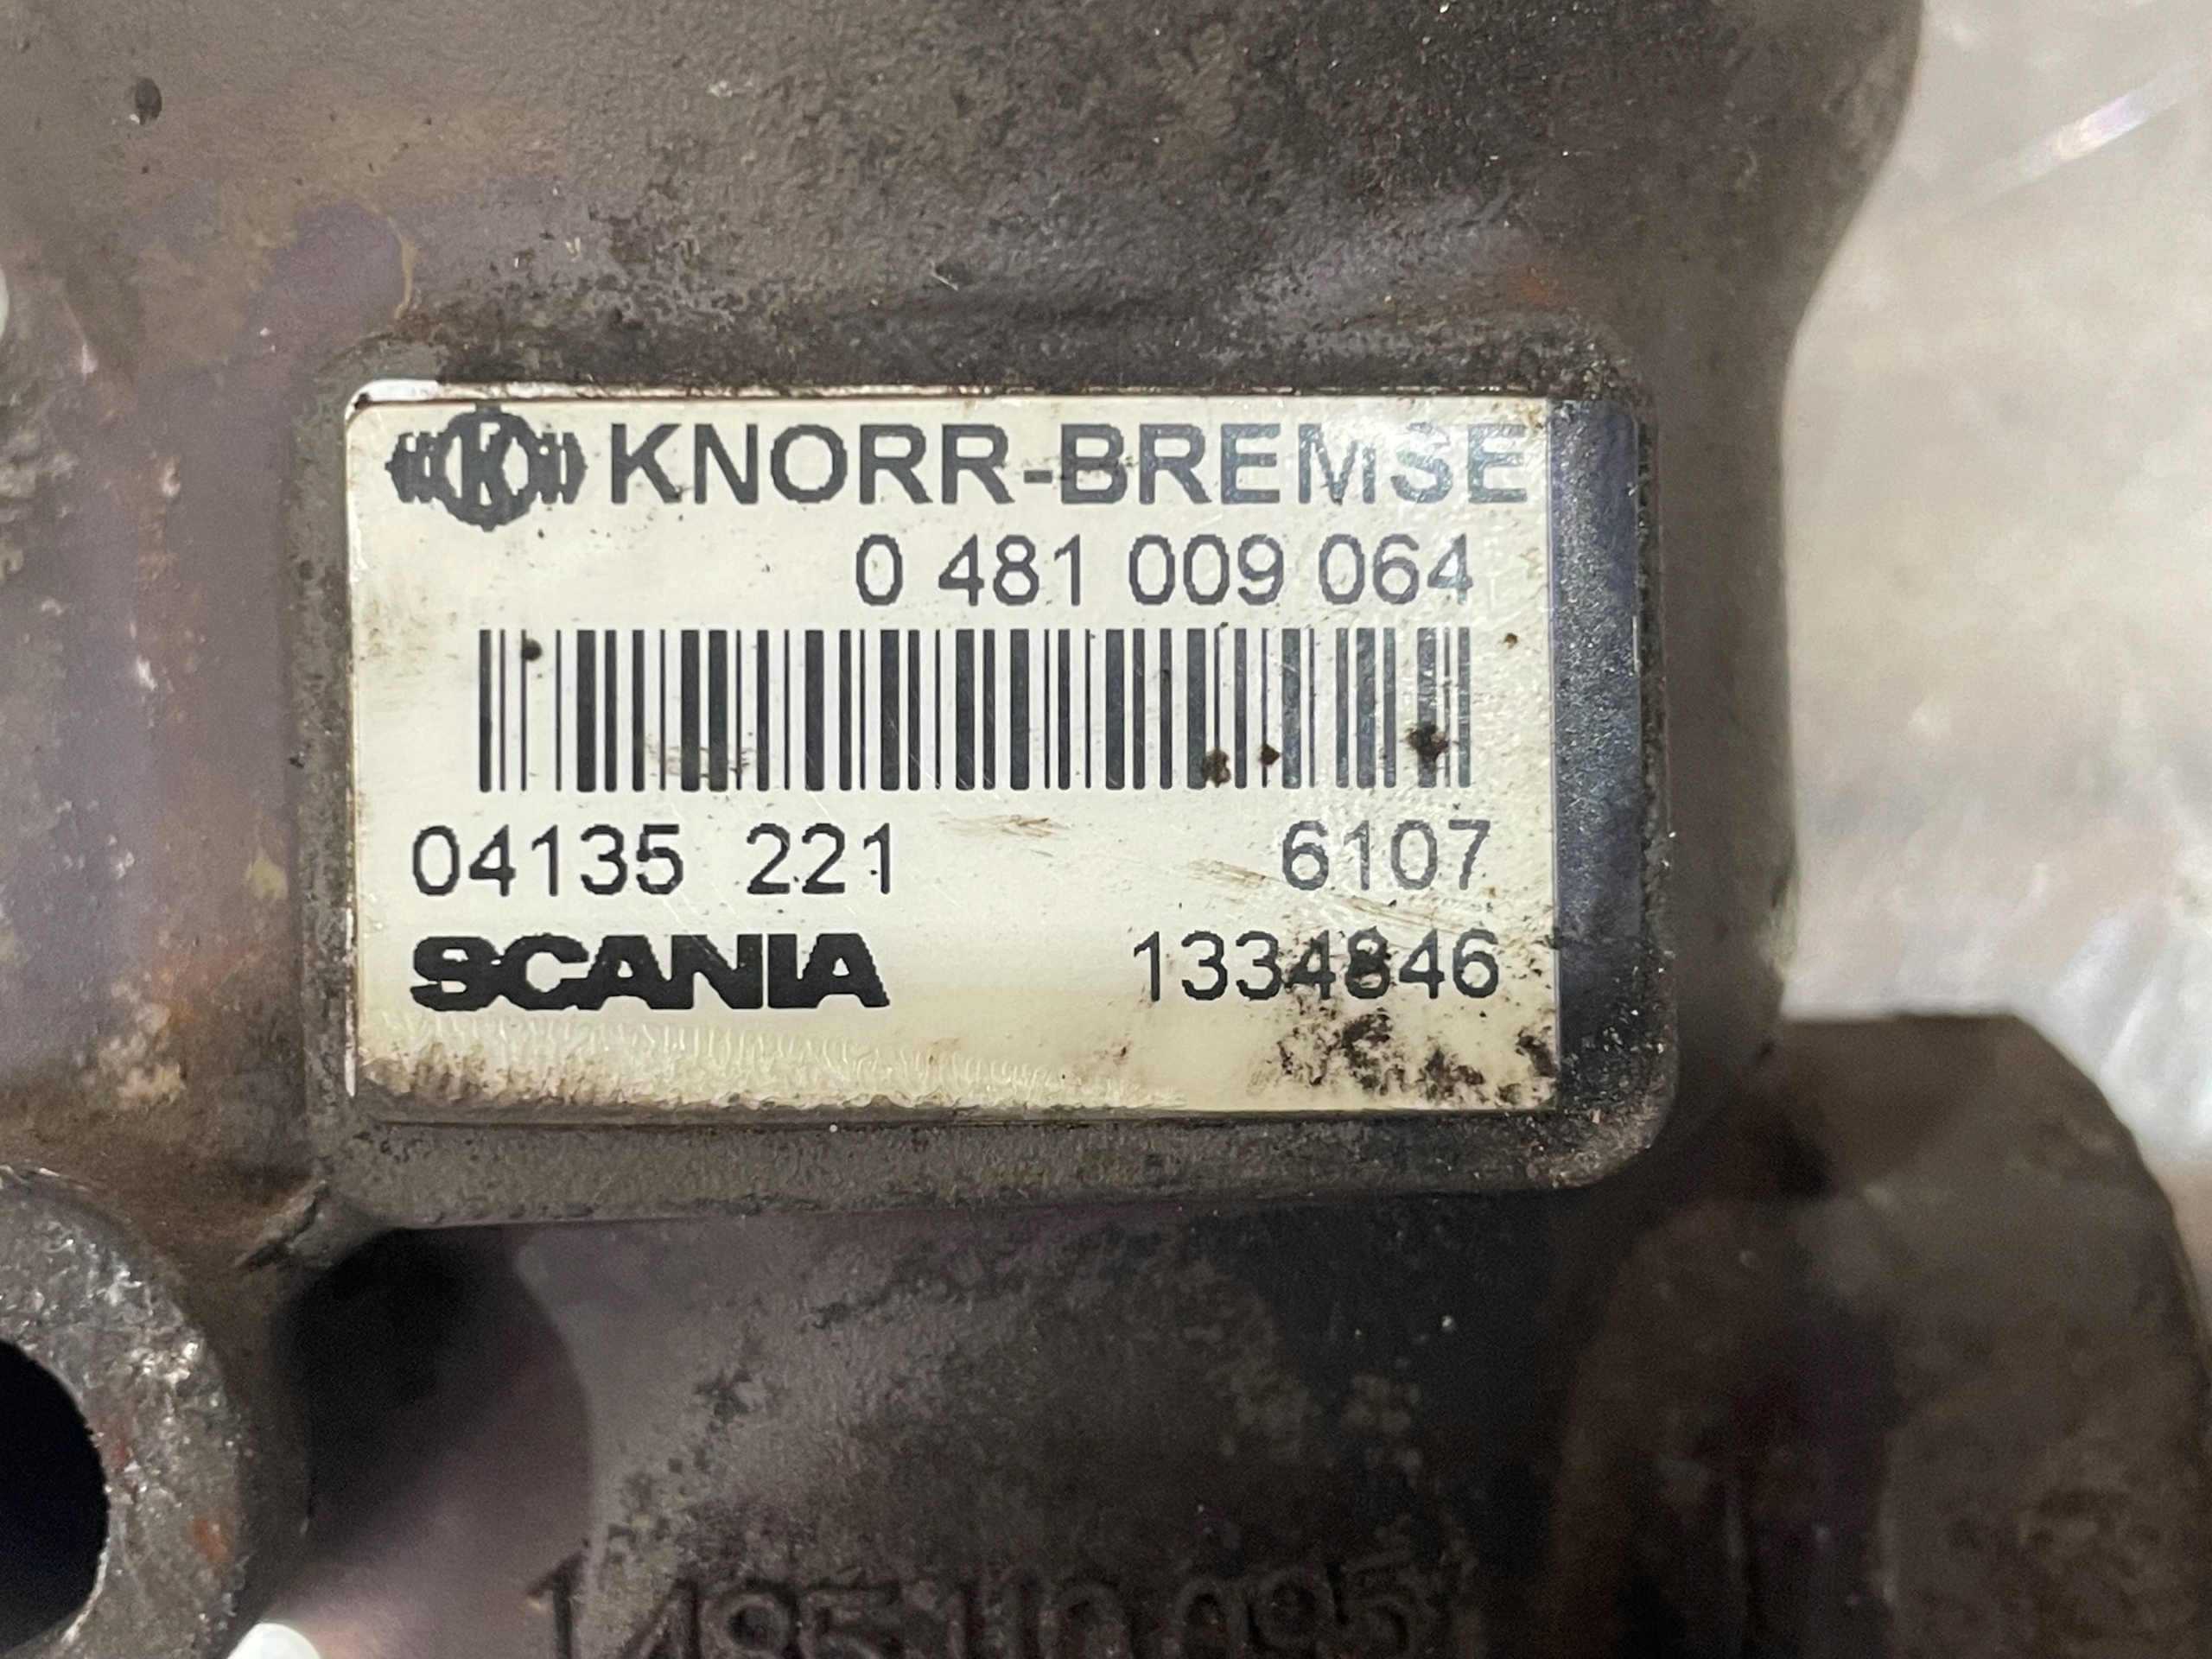 KNORR-BREMSE
0 481 009 064
04135 221 6107
SCANIA 1334846